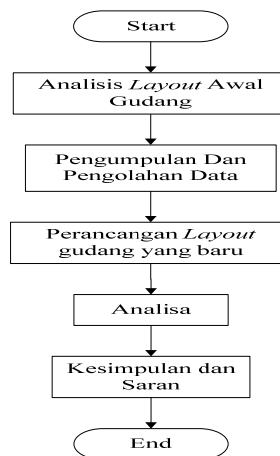 Start
Analisis Layout Awal
Gudang
Pengumpulan Dan
Pengolahan Data
Perancangan Layout
gudang yang baru
Analisa
Kesimpulan dan
Saran
End